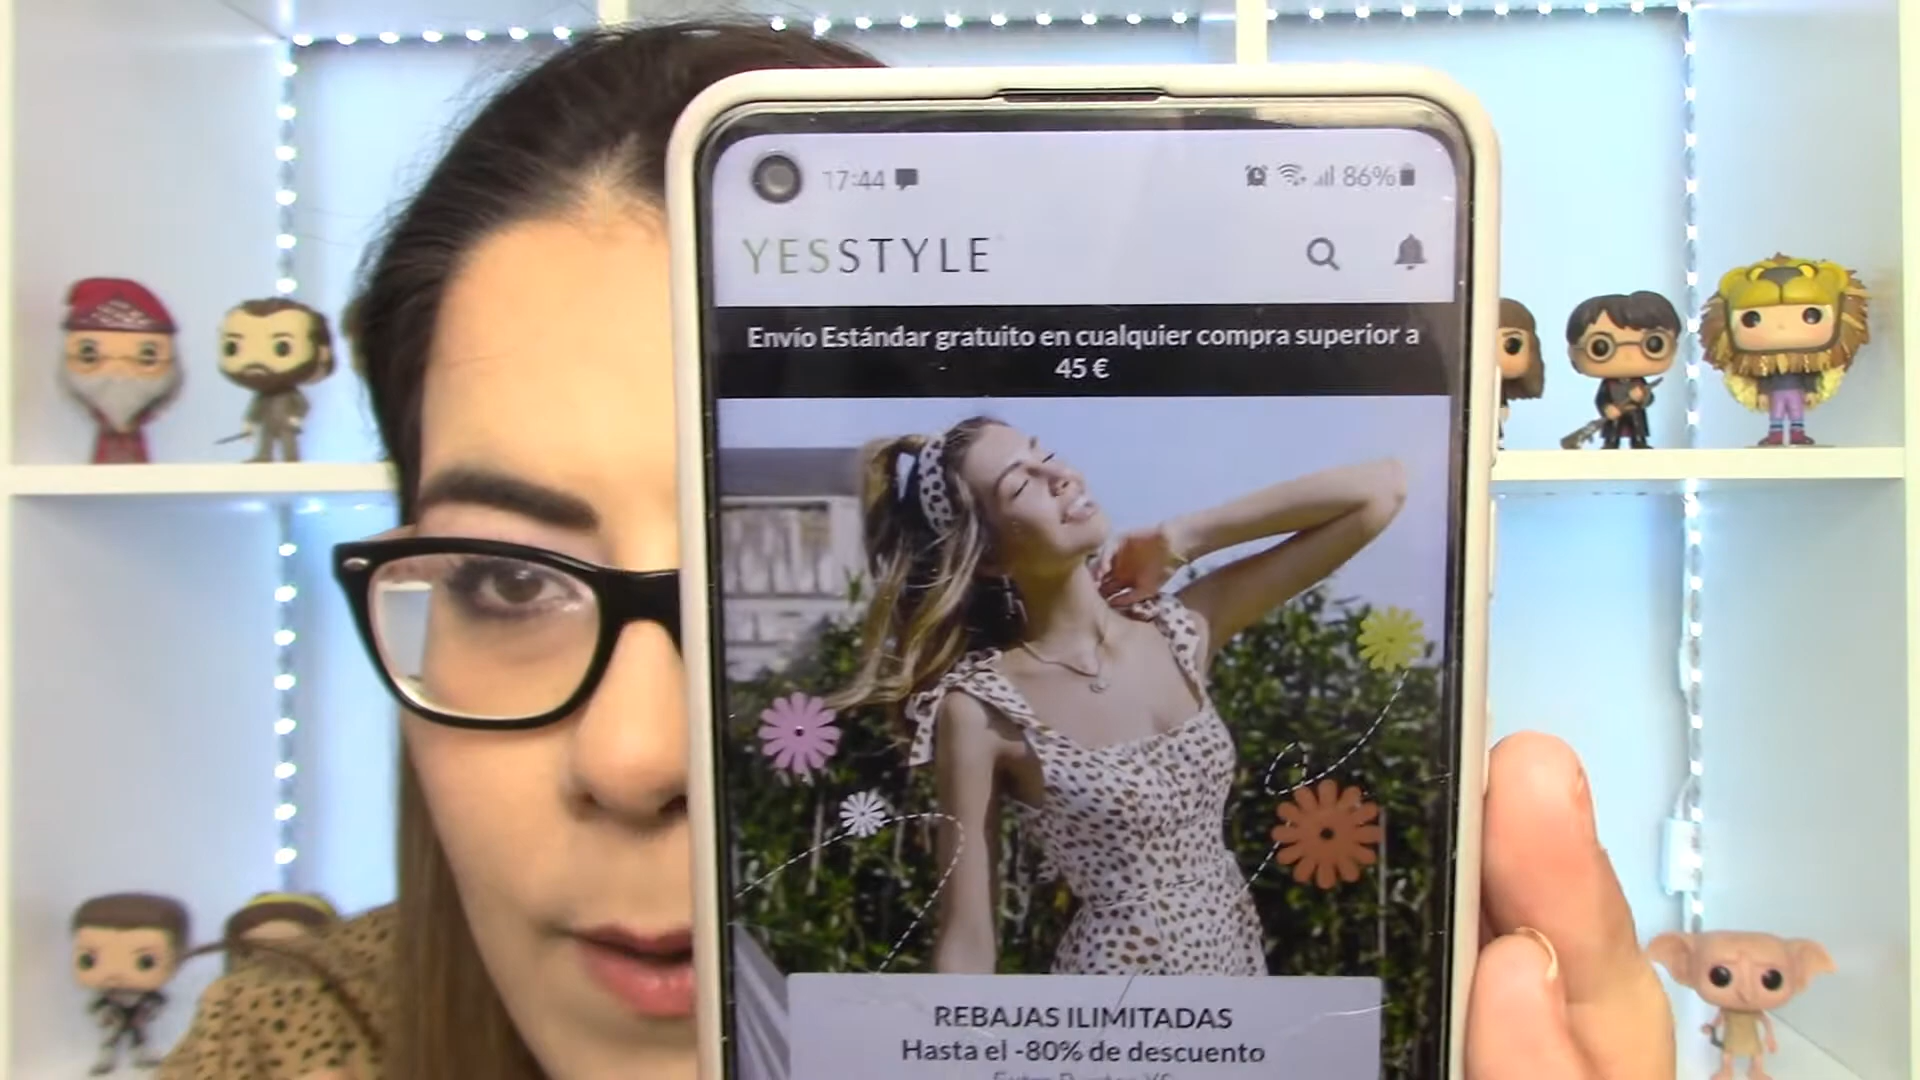 17:44
86%
YESSTYLE
Envío Estándar gratuito en cualquier compra superior a
45 €
REBAJAS ILIMITADAS
Hasta el -80% de descuento